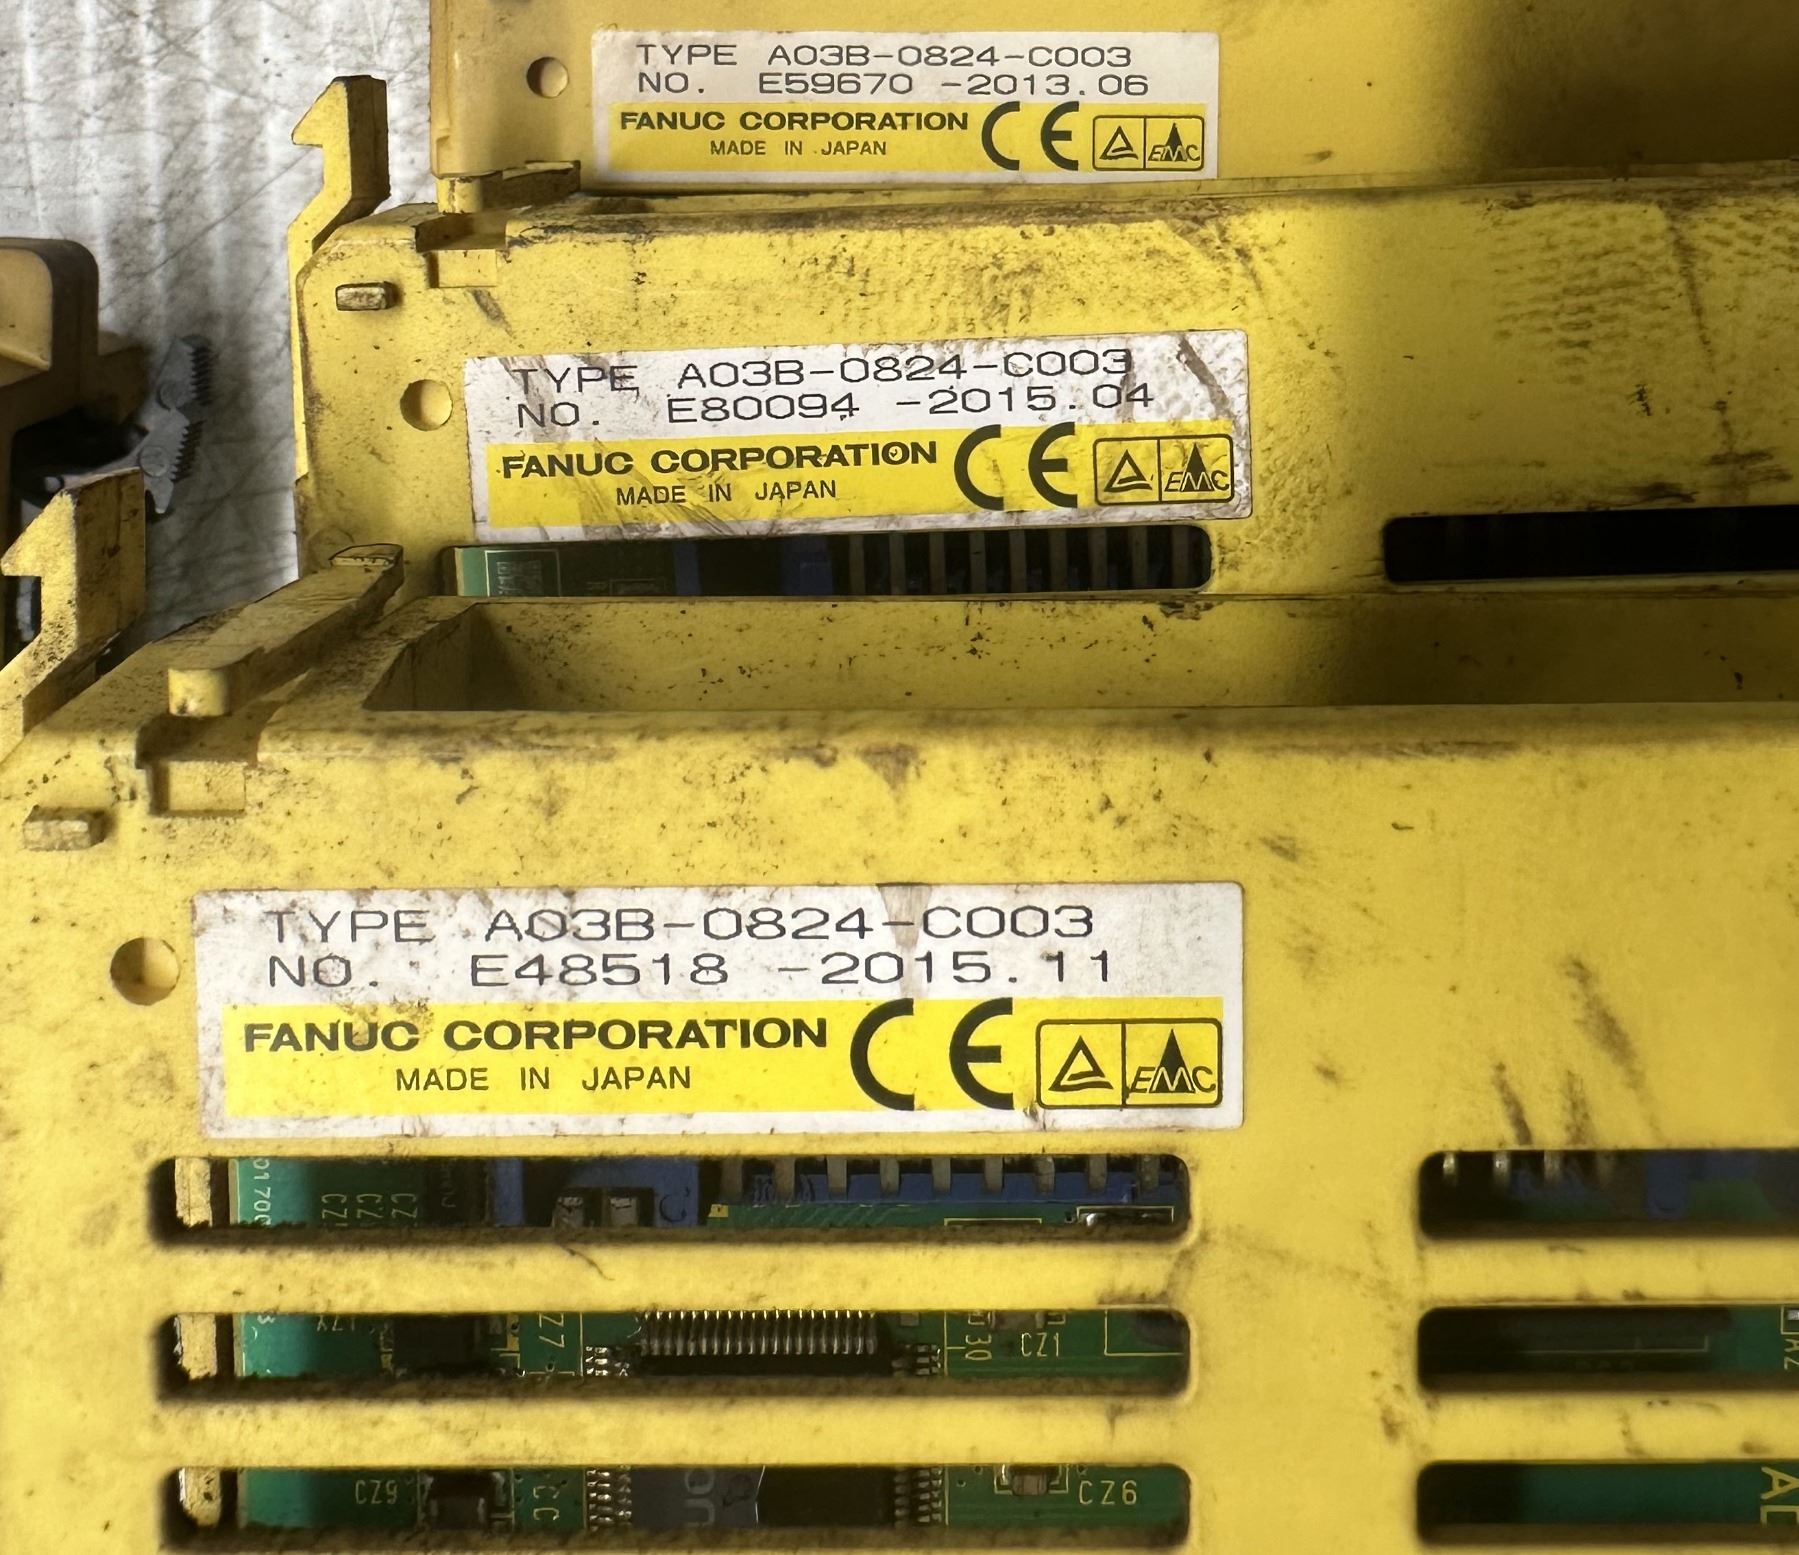 TYPE A03B-0824-C003
NO. E59670 -2013.06
FANUC CORPORATION
MADE IN JAPAN
CE
EMC
TYPE A03B-0824-C003
NO. E80094 -2015.04
FANUC CORPORATION
MADE IN JAPAN
CE
EMC
TYPE A03B-0824-C003
NO. E48518 -2015.11
FANUC CORPORATION
MADE IN JAPAN
CE
EMC
CZ1
CZ9